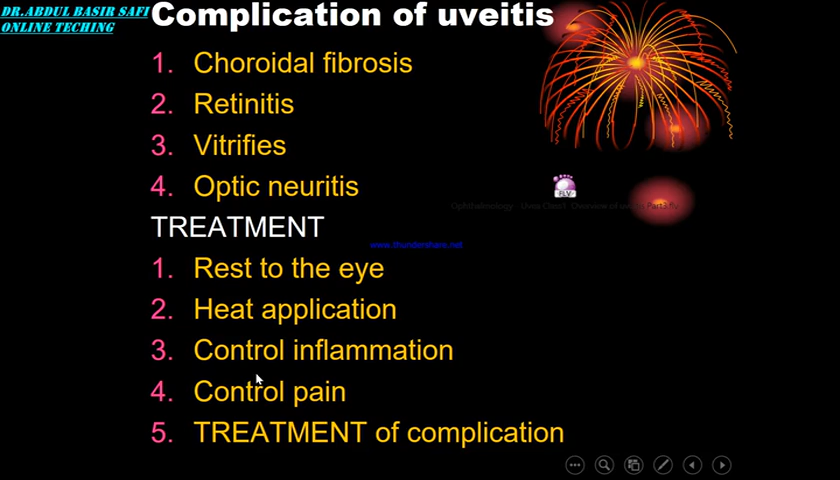 DR.ABDUL BASIR SAFI
ONLINE TECHING
Complication of uveitis
1. Choroidal fibrosis
2. Retinitis
3. Vitrifies
4. Optic neuritis
FLV
Ophthalmology
TREATMENT
www.thundershare.net
1. Rest to the eye
2. Heat application
3. Control inflammation
4. Control pain
5. TREATMENT of complication